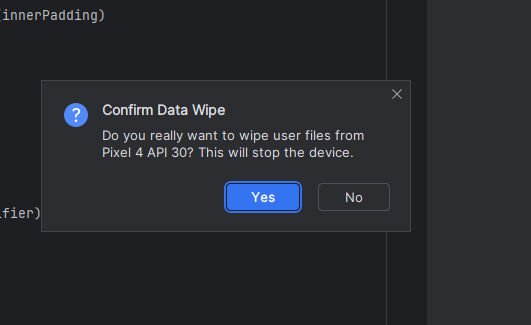 (innerPadding)
Confirm Data Wipe
Do you really want to wipe user files from
Pixel 4 API 30? This will stop the device.
Yes No
ifier)